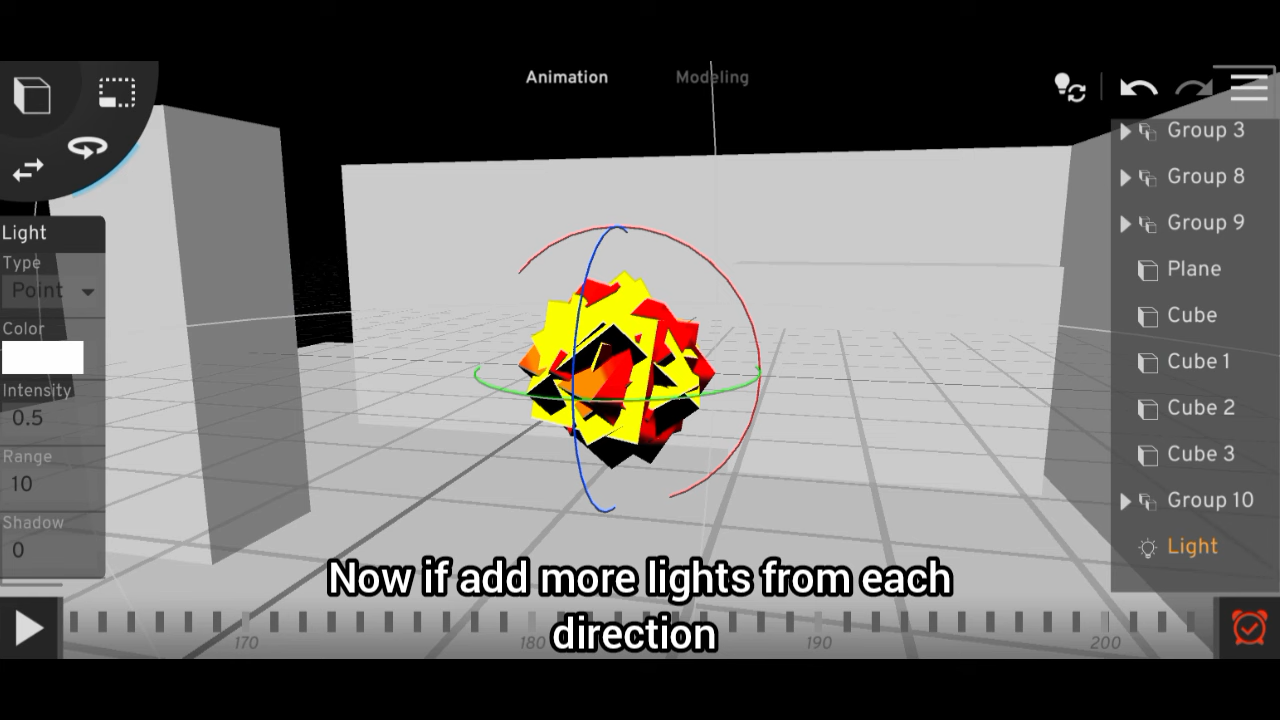 Animation
Modeling
Light
Type
Point
Color
Intensity
0.5
Range
10
Shadow
0
Group 3
Group 8
Group 9
Plane
Cube
Cube 1
Cube 2
Cube 3
Group 10
Light
Now if add more lights from each
direction
170
180
190
200